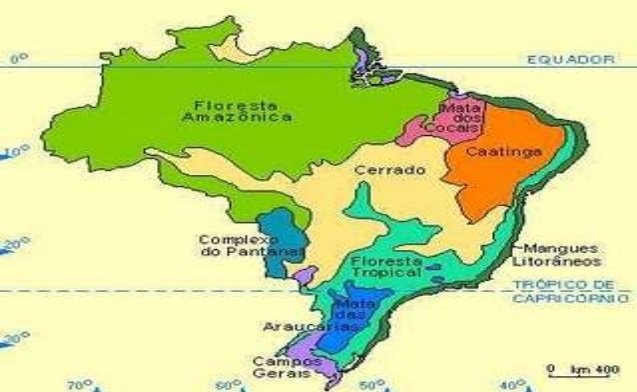 0°
EQUADOR
Floresta
Amazônica
Mata
dos
Cocais
Caatinga
10°
Cerrado
Complexo
do Pantanal
20°
Floresta
Tropical
Mangues
Litorâneos
TRÓPICO DE
CAPRICÓRNIO
Mata
das
Araucárias
30°
Campos
Gerais
0 km 400
70°
60°
50°
40°